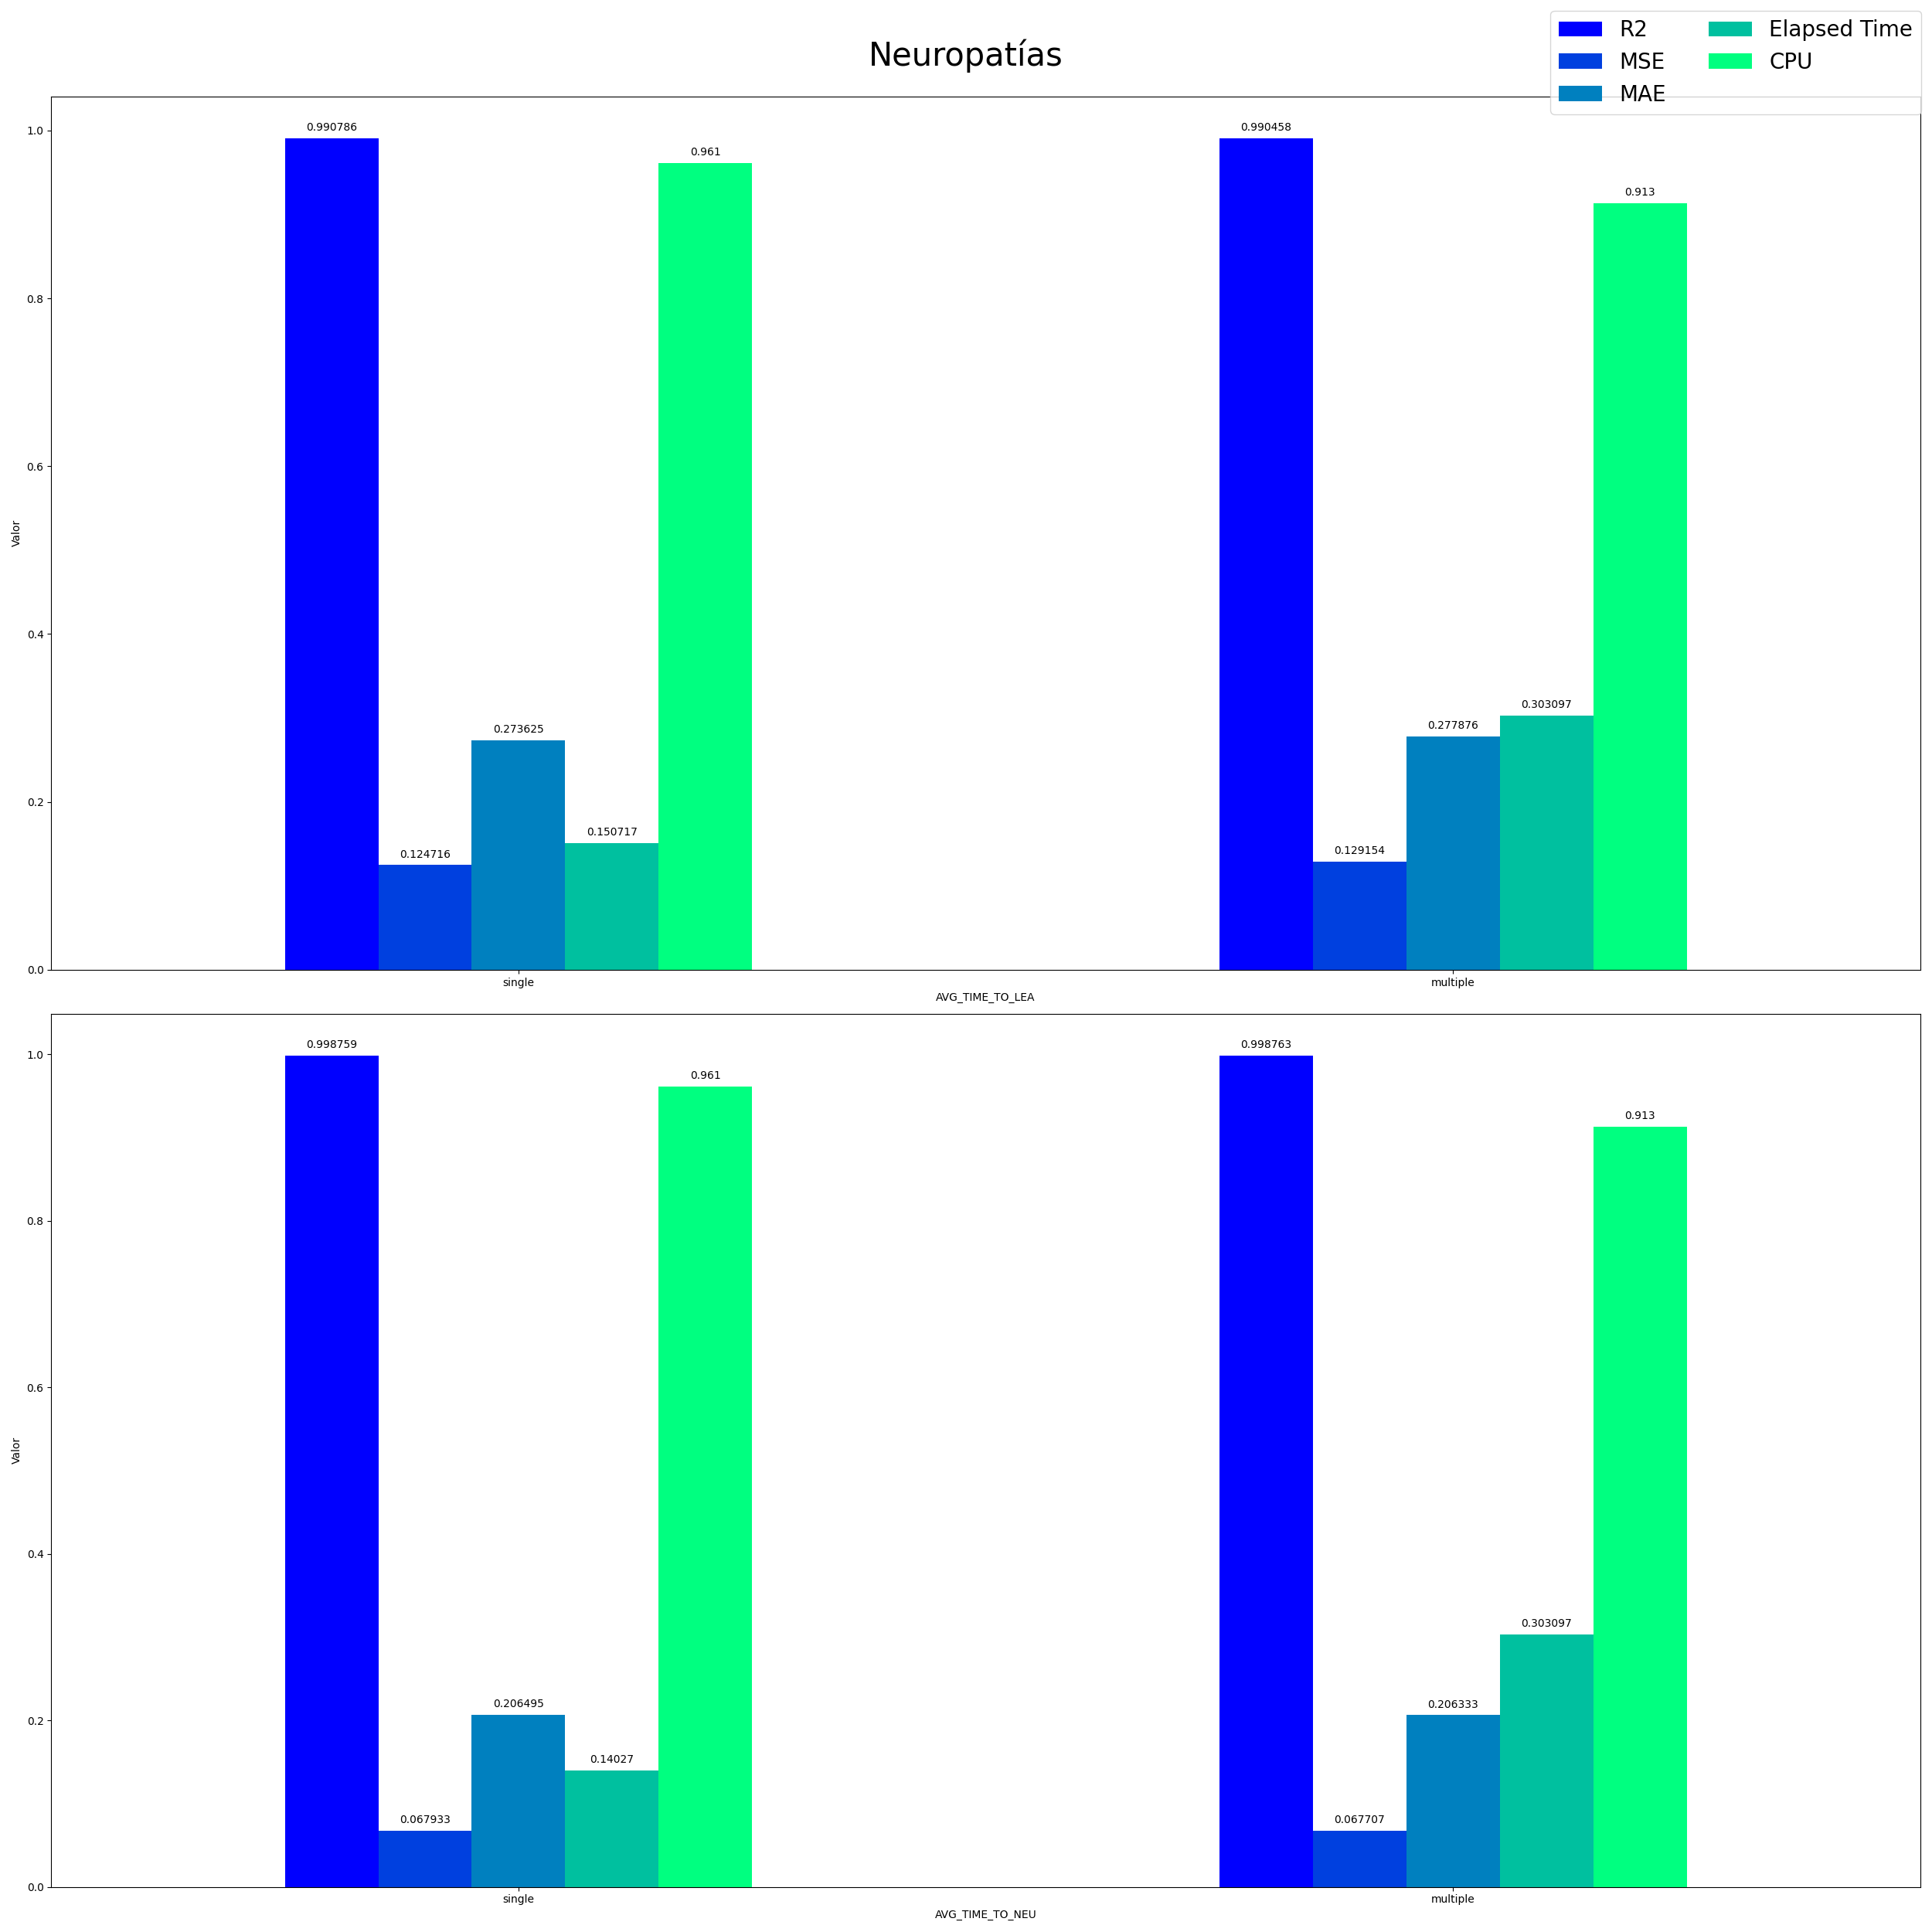 Neuropatías
R2
MSE
MAE
Elapsed Time
CPU
1.0
0.8
0.6
0.4
0.2
0.0
Valor
0.990786
0.124716
0.273625
0.150717
0.961
0.990458
0.129154
0.277876
0.303097
0.913
single
multiple
AVG_TIME_TO_LEA
1.0
0.8
0.6
0.4
0.2
0.0
Valor
0.998759
0.067933
0.206495
0.14027
0.961
0.998763
0.067707
0.206333
0.303097
0.913
single
multiple
AVG_TIME_TO_NEU